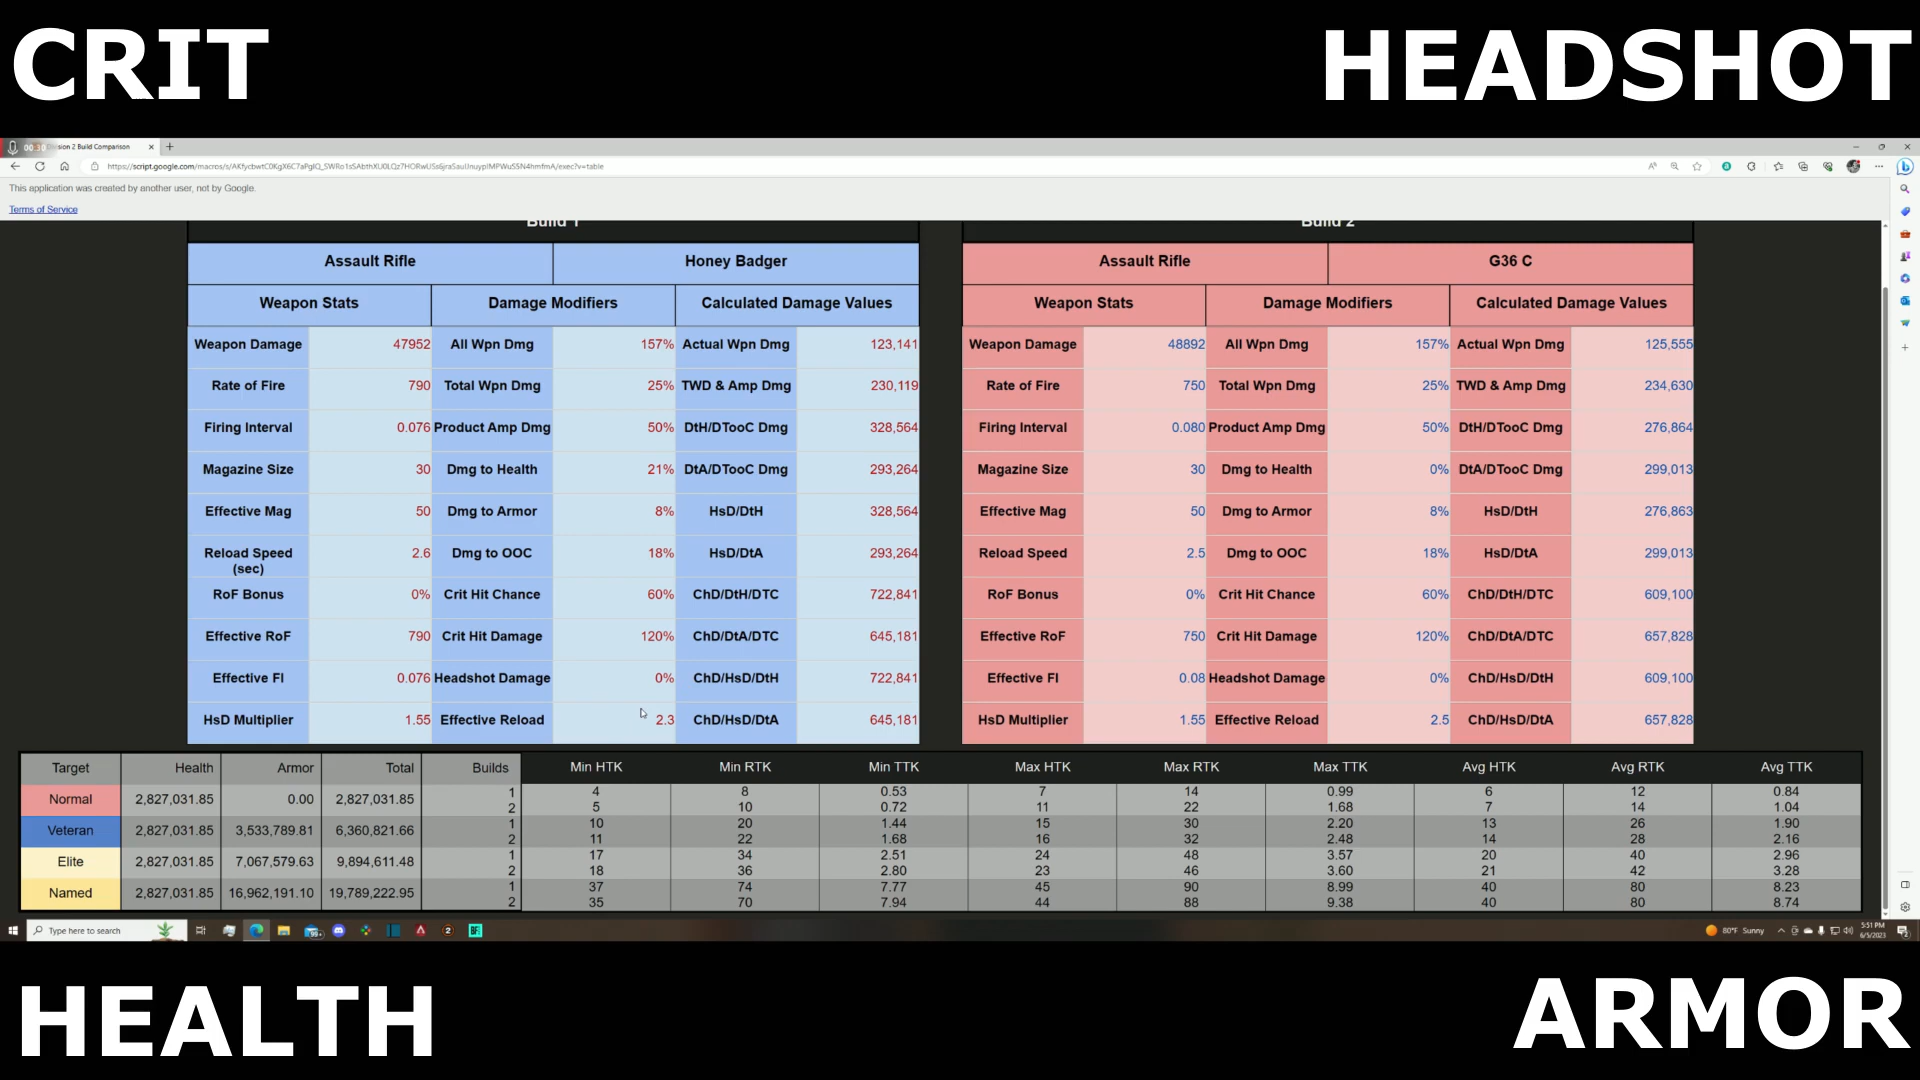 CRIT
HEADSHOT
00:30
ision 2 Build Comparison
This application was created by another user, not by Google.
Terms of Service
Build 1
Build 2
Assault Rifle Honey Badger
Assault Rifle G36 C
Weapon Stats Damage Modifiers Calculated Damage Values
Weapon Stats Damage Modifiers Calculated Damage Values
Weapon Damage 47952 All Wpn Dmg 157% Actual Wpn Dmg 123,141
Weapon Damage 48892 All Wpn Dmg 157% Actual Wpn Dmg 125,555
Rate of Fire 790 Total Wpn Dmg 25% TWD & Amp Dmg 230,119
Rate of Fire 750 Total Wpn Dmg 25% TWD & Amp Dmg 234,630
Firing Interval 0.076 Product Amp Dmg 50% DtH/DTooC Dmg 328,564
Firing Interval 0.080 Product Amp Dmg 50% DtH/DTooC Dmg 276,864
Magazine Size 30 Dmg to Health 21% DtA/DTooC Dmg 293,264
Magazine Size 30 Dmg to Health 0% DtA/DTooC Dmg 299,013
Effective Mag 50 Dmg to Armor 8% HsD/DtH 328,564
Effective Mag 50 Dmg to Armor 8% HsD/DtH 276,863
Reload Speed (sec) 2.6 Dmg to OOC 18% HsD/DtA 293,264
Reload Speed 2.5 Dmg to OOC 18% HsD/DtA 299,013
RoF Bonus 0% Crit Hit Chance 60% ChD/DtH/DTC 722,841
RoF Bonus 0% Crit Hit Chance 60% ChD/DtH/DTC 609,100
Effective RoF 790 Crit Hit Damage 120% ChD/DtA/DTC 645,181
Effective RoF 750 Crit Hit Damage 120% ChD/DtA/DTC 657,828
Effective FI 0.076 Headshot Damage 0% ChD/HsD/DtH 722,841
Effective FI 0.08 Headshot Damage 0% ChD/HsD/DtH 609,100
HsD Multiplier 1.55 Effective Reload 2.3 ChD/HsD/DtA 645,181
HsD Multiplier 1.55 Effective Reload 2.5 ChD/HsD/DtA 657,828
Target Health Armor Total Builds Min HTK Min RTK Min TTK Max HTK Max RTK Max TTK Avg HTK Avg RTK Avg TTK
Normal 2,827,031.85 0.00 2,827,031.85
1 4 8 0.53 7 14 0.99 6 12 0.84
2 5 10 0.72 11 22 1.68 7 14 1.04
Veteran 2,827,031.85 3,533,789.81 6,360,821.66
1 10 20 1.44 15 30 2.20 13 26 1.90
2 11 22 1.68 16 32 2.48 14 28 2.16
Elite 2,827,031.85 7,067,579.63 9,894,611.48
1 17 34 2.51 24 48 3.57 20 40 2.96
2 18 36 2.80 23 46 3.60 21 42 3.28
Named 2,827,031.85 16,962,191.10 19,789,222.95
1 37 74 7.77 45 90 8.99 40 80 8.23
2 35 70 7.94 44 88 9.38 40 80 8.74
Type here to search
99+
80°F Sunny
5:51 PM
6/5/2023
HEALTH
ARMOR